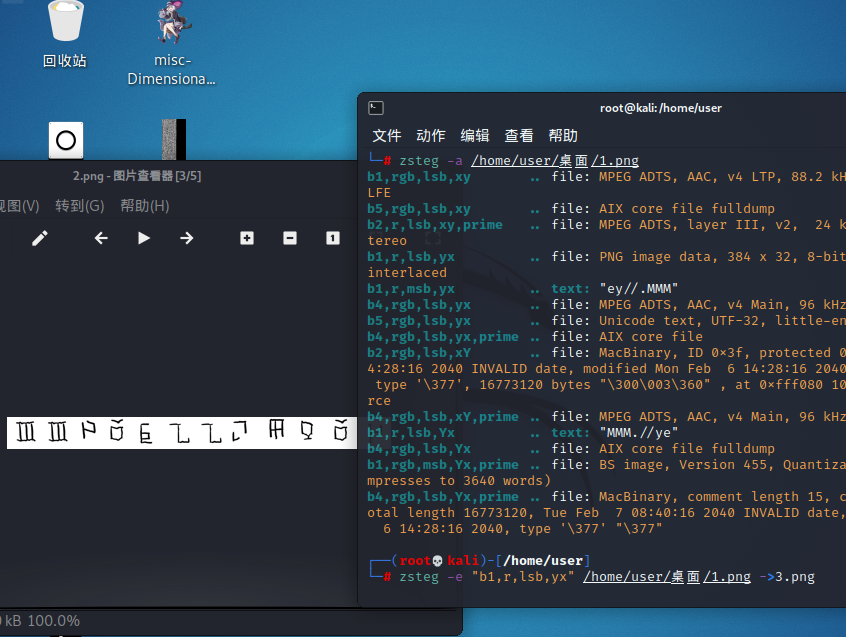 回收站
misc-
Dimensiona...
2.png - 图片查看器 [3/5]
视图(V) 转到(G) 帮助(H)
kB 100.0%
root@kali: /home/user
文件 动作 编辑 查看 帮助
└─# zsteg -a /home/user/桌面/1.png
b1,rgb,lsb,xy .. file: MPEG ADTS, AAC, v4 LTP, 88.2 kH
LFE
b5,rgb,lsb,xy .. file: AIX core file fulldump
b2,r,lsb,xy,prime .. file: MPEG ADTS, layer III, v2, 24 k
tereo
b1,r,lsb,yx .. file: PNG image data, 384 x 32, 8-bit
interlaced
b1,r,msb,yx .. text: "ey//.MMM"
b4,rgb,lsb,yx .. file: MPEG ADTS, AAC, v4 Main, 96 kHz
b5,rgb,lsb,yx .. file: Unicode text, UTF-32, little-en
b4,rgb,lsb,yx,prime .. file: AIX core file
b2,rgb,lsb,xY .. file: MacBinary, ID 0×3f, protected 0
4:28:16 2040 INVALID date, modified Mon Feb  6 14:28:16 2040
type '\377', 16773120 bytes "\300\003\360" , at 0×fff080 10
rce
b4,rgb,lsb,xY,prime .. file: MPEG ADTS, AAC, v4 Main, 96 kHz
b1,r,lsb,Yx .. text: "MMM.//ye"
b4,rgb,lsb,Yx .. file: AIX core file fulldump
b1,rgb,msb,Yx,prime .. file: BS image, Version 455, Quantiza
mpresses to 3640 words)
b4,rgb,lsb,Yx,prime .. file: MacBinary, comment length 15, c
otal length 16773120, Tue Feb  7 08:40:16 2040 INVALID date,
6 14:28:16 2040, type '\377' "\377"
┌──(root💀kali)-[/home/user]
└─# zsteg -e "b1,r,lsb,yx" /home/user/桌面/1.png ->3.png